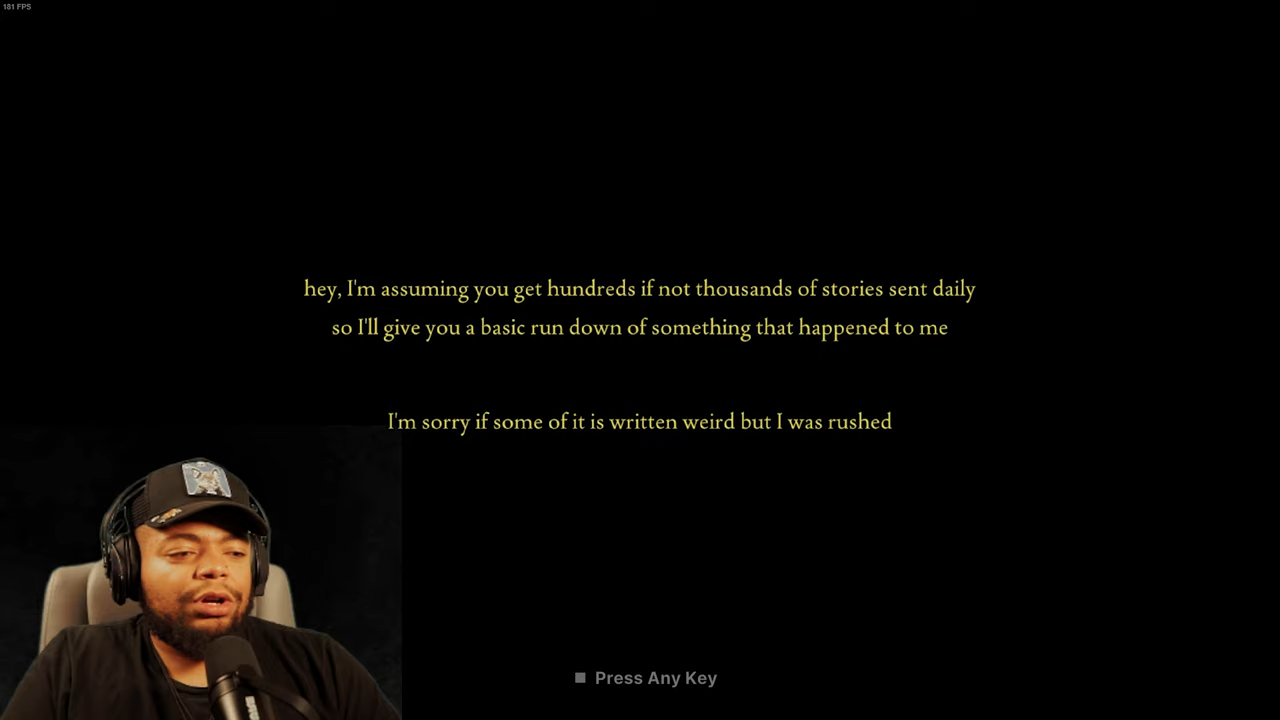 181 FPS
hey, I'm assuming you get hundreds if not thousands of stories sent daily
so I'll give you a basic run down of something that happened to me
I'm sorry if some of it is written weird but I was rushed
Press Any Key